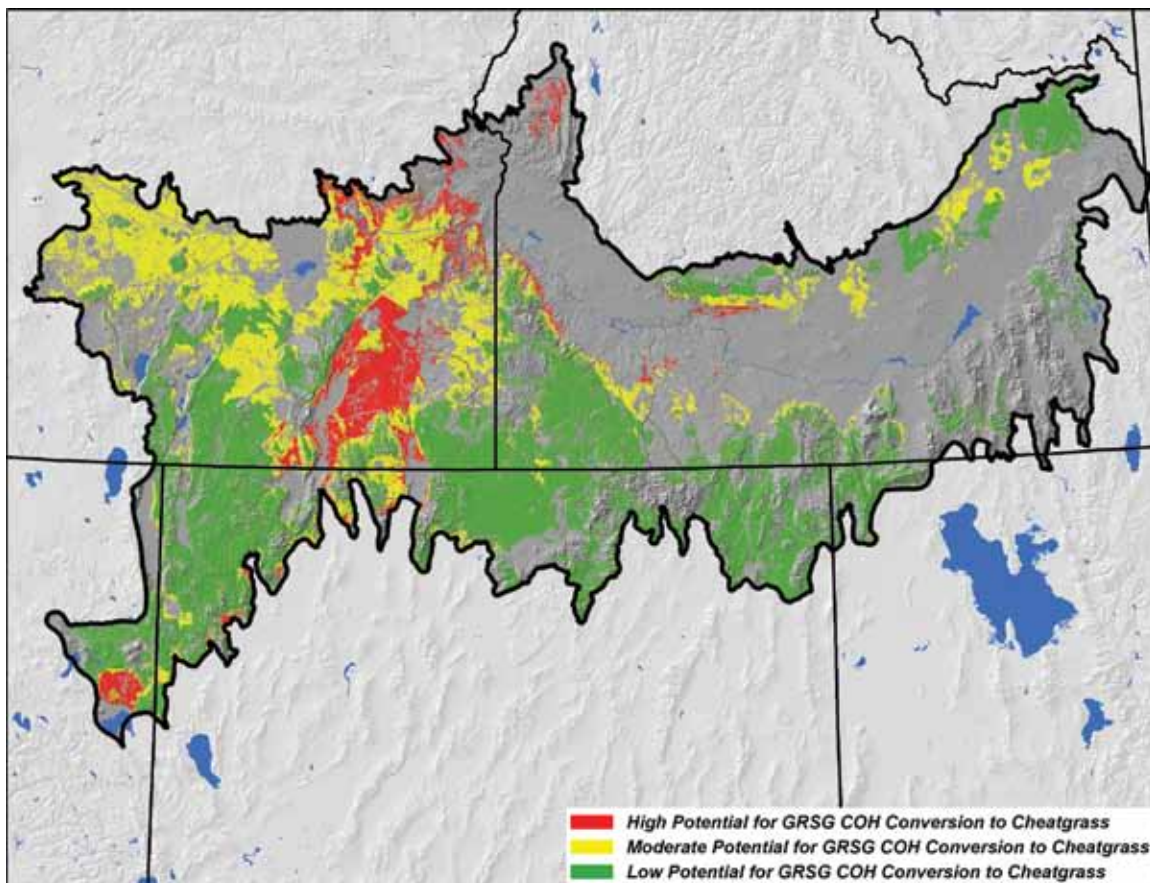 High Potential for GRSG COH Conversion to Cheatgrass
Moderate Potential for GRSG COH Conversion to Cheatgrass
Low Potential for GRSG COH Conversion to Cheatgrass